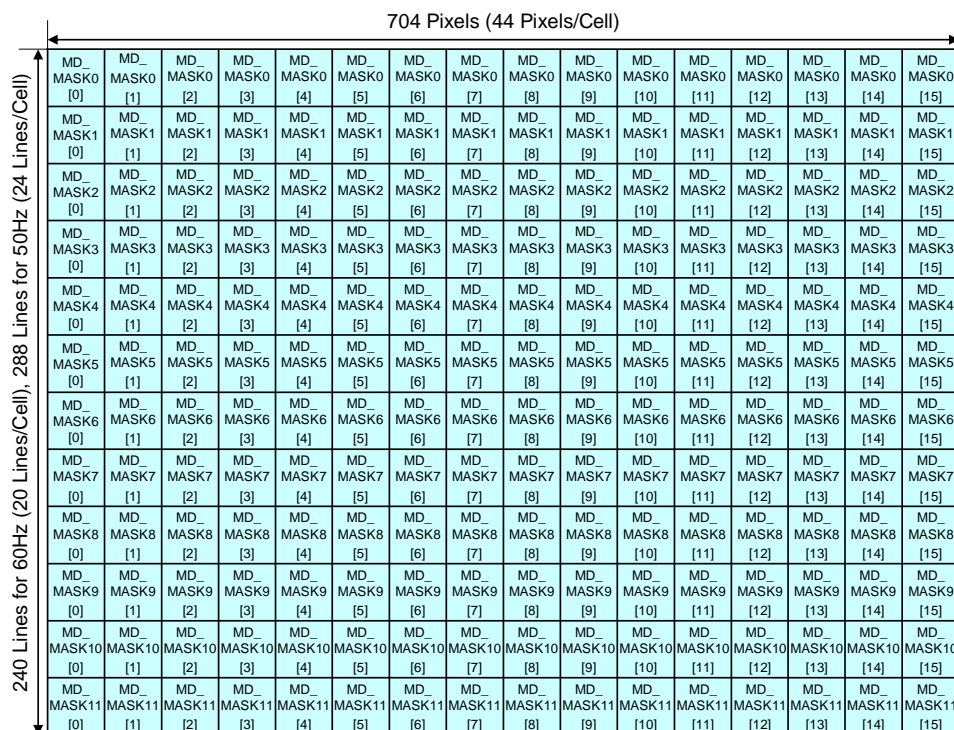 704 Pixels (44 Pixels/Cell)
240 Lines for 60Hz (20 Lines/Cell), 288 Lines for 50Hz (24 Lines/Cell)
MD_ MD_ MD_ MD_ MD_ MD_ MD_ MD_ MD_ MD_ MD_ MD_ MD_ MD_ MD_ MD_
MASK0 MASK0 MASK0 MASK0 MASK0 MASK0 MASK0 MASK0 MASK0 MASK0 MASK0 MASK0 MASK0 MASK0 MASK0 MASK0
[0] [1] [2] [3] [4] [5] [6] [7] [8] [9] [10] [11] [12] [13] [14] [15]
MD_ MD_ MD_ MD_ MD_ MD_ MD_ MD_ MD_ MD_ MD_ MD_ MD_ MD_ MD_ MD_
MASK1 MASK1 MASK1 MASK1 MASK1 MASK1 MASK1 MASK1 MASK1 MASK1 MASK1 MASK1 MASK1 MASK1 MASK1 MASK1
[0] [1] [2] [3] [4] [5] [6] [7] [8] [9] [10] [11] [12] [13] [14] [15]
MD_ MD_ MD_ MD_ MD_ MD_ MD_ MD_ MD_ MD_ MD_ MD_ MD_ MD_ MD_ MD_
MASK2 MASK2 MASK2 MASK2 MASK2 MASK2 MASK2 MASK2 MASK2 MASK2 MASK2 MASK2 MASK2 MASK2 MASK2 MASK2
[0] [1] [2] [3] [4] [5] [6] [7] [8] [9] [10] [11] [12] [13] [14] [15]
MD_ MD_ MD_ MD_ MD_ MD_ MD_ MD_ MD_ MD_ MD_ MD_ MD_ MD_ MD_ MD_
MASK3 MASK3 MASK3 MASK3 MASK3 MASK3 MASK3 MASK3 MASK3 MASK3 MASK3 MASK3 MASK3 MASK3 MASK3 MASK3
[0] [1] [2] [3] [4] [5] [6] [7] [8] [9] [10] [11] [12] [13] [14] [15]
MD_ MD_ MD_ MD_ MD_ MD_ MD_ MD_ MD_ MD_ MD_ MD_ MD_ MD_ MD_ MD_
MASK4 MASK4 MASK4 MASK4 MASK4 MASK4 MASK4 MASK4 MASK4 MASK4 MASK4 MASK4 MASK4 MASK4 MASK4 MASK4
[0] [1] [2] [3] [4] [5] [6] [7] [8] [9] [10] [11] [12] [13] [14] [15]
MD_ MD_ MD_ MD_ MD_ MD_ MD_ MD_ MD_ MD_ MD_ MD_ MD_ MD_ MD_ MD_
MASK5 MASK5 MASK5 MASK5 MASK5 MASK5 MASK5 MASK5 MASK5 MASK5 MASK5 MASK5 MASK5 MASK5 MASK5 MASK5
[0] [1] [2] [3] [4] [5] [6] [7] [8] [9] [10] [11] [12] [13] [14] [15]
MD_ MD_ MD_ MD_ MD_ MD_ MD_ MD_ MD_ MD_ MD_ MD_ MD_ MD_ MD_ MD_
MASK6 MASK6 MASK6 MASK6 MASK6 MASK6 MASK6 MASK6 MASK6 MASK6 MASK6 MASK6 MASK6 MASK6 MASK6 MASK6
[0] [1] [2] [3] [4] [5] [6] [7] [8] [9] [10] [11] [12] [13] [14] [15]
MD_ MD_ MD_ MD_ MD_ MD_ MD_ MD_ MD_ MD_ MD_ MD_ MD_ MD_ MD_ MD_
MASK7 MASK7 MASK7 MASK7 MASK7 MASK7 MASK7 MASK7 MASK7 MASK7 MASK7 MASK7 MASK7 MASK7 MASK7 MASK7
[0] [1] [2] [3] [4] [5] [6] [7] [8] [9] [10] [11] [12] [13] [14] [15]
MD_ MD_ MD_ MD_ MD_ MD_ MD_ MD_ MD_ MD_ MD_ MD_ MD_ MD_ MD_ MD_
MASK8 MASK8 MASK8 MASK8 MASK8 MASK8 MASK8 MASK8 MASK8 MASK8 MASK8 MASK8 MASK8 MASK8 MASK8 MASK8
[0] [1] [2] [3] [4] [5] [6] [7] [8] [9] [10] [11] [12] [13] [14] [15]
MD_ MD_ MD_ MD_ MD_ MD_ MD_ MD_ MD_ MD_ MD_ MD_ MD_ MD_ MD_ MD_
MASK9 MASK9 MASK9 MASK9 MASK9 MASK9 MASK9 MASK9 MASK9 MASK9 MASK9 MASK9 MASK9 MASK9 MASK9 MASK9
[0] [1] [2] [3] [4] [5] [6] [7] [8] [9] [10] [11] [12] [13] [14] [15]
MD_ MD_ MD_ MD_ MD_ MD_ MD_ MD_ MD_ MD_ MD_ MD_ MD_ MD_ MD_ MD_
MASK10 MASK10 MASK10 MASK10 MASK10 MASK10 MASK10 MASK10 MASK10 MASK10 MASK10 MASK10 MASK10 MASK10 MASK10 MASK10
[0] [1] [2] [3] [4] [5] [6] [7] [8] [9] [10] [11] [12] [13] [14] [15]
MD_ MD_ MD_ MD_ MD_ MD_ MD_ MD_ MD_ MD_ MD_ MD_ MD_ MD_ MD_ MD_
MASK11 MASK11 MASK11 MASK11 MASK11 MASK11 MASK11 MASK11 MASK11 MASK11 MASK11 MASK11 MASK11 MASK11 MASK11 MASK11
[0] [1] [2] [3] [4] [5] [6] [7] [8] [9] [10] [11] [12] [13] [14] [15]